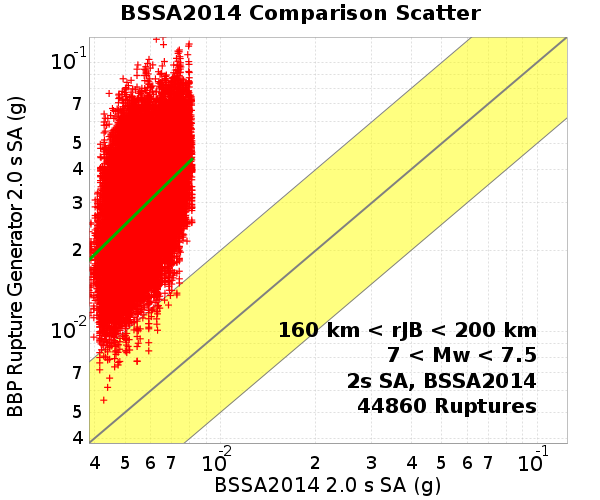 BSSA2014 Comparison Scatter
BBP Rupture Generator 2.0 s SA (g)
10^-1
7
5
4
3
2
10^-2
7
5
4
160 km < rJB < 200 km
7 < Mw < 7.5
2s SA, BSSA2014
44860 Ruptures
4 5 6 7 10^-2 2 3 4 5 6 7 10^-1
BSSA2014 2.0 s SA (g)